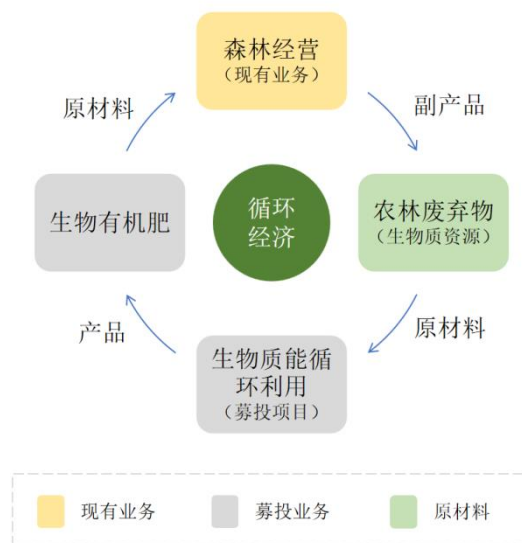 森林经营
（现有业务）
原材料
副产品
生物有机肥
循环
经济
农林废弃物
（生物质资源）
产品
原材料
生物质能循
环利用
（募投项目）
现有业务
募投业务
原材料